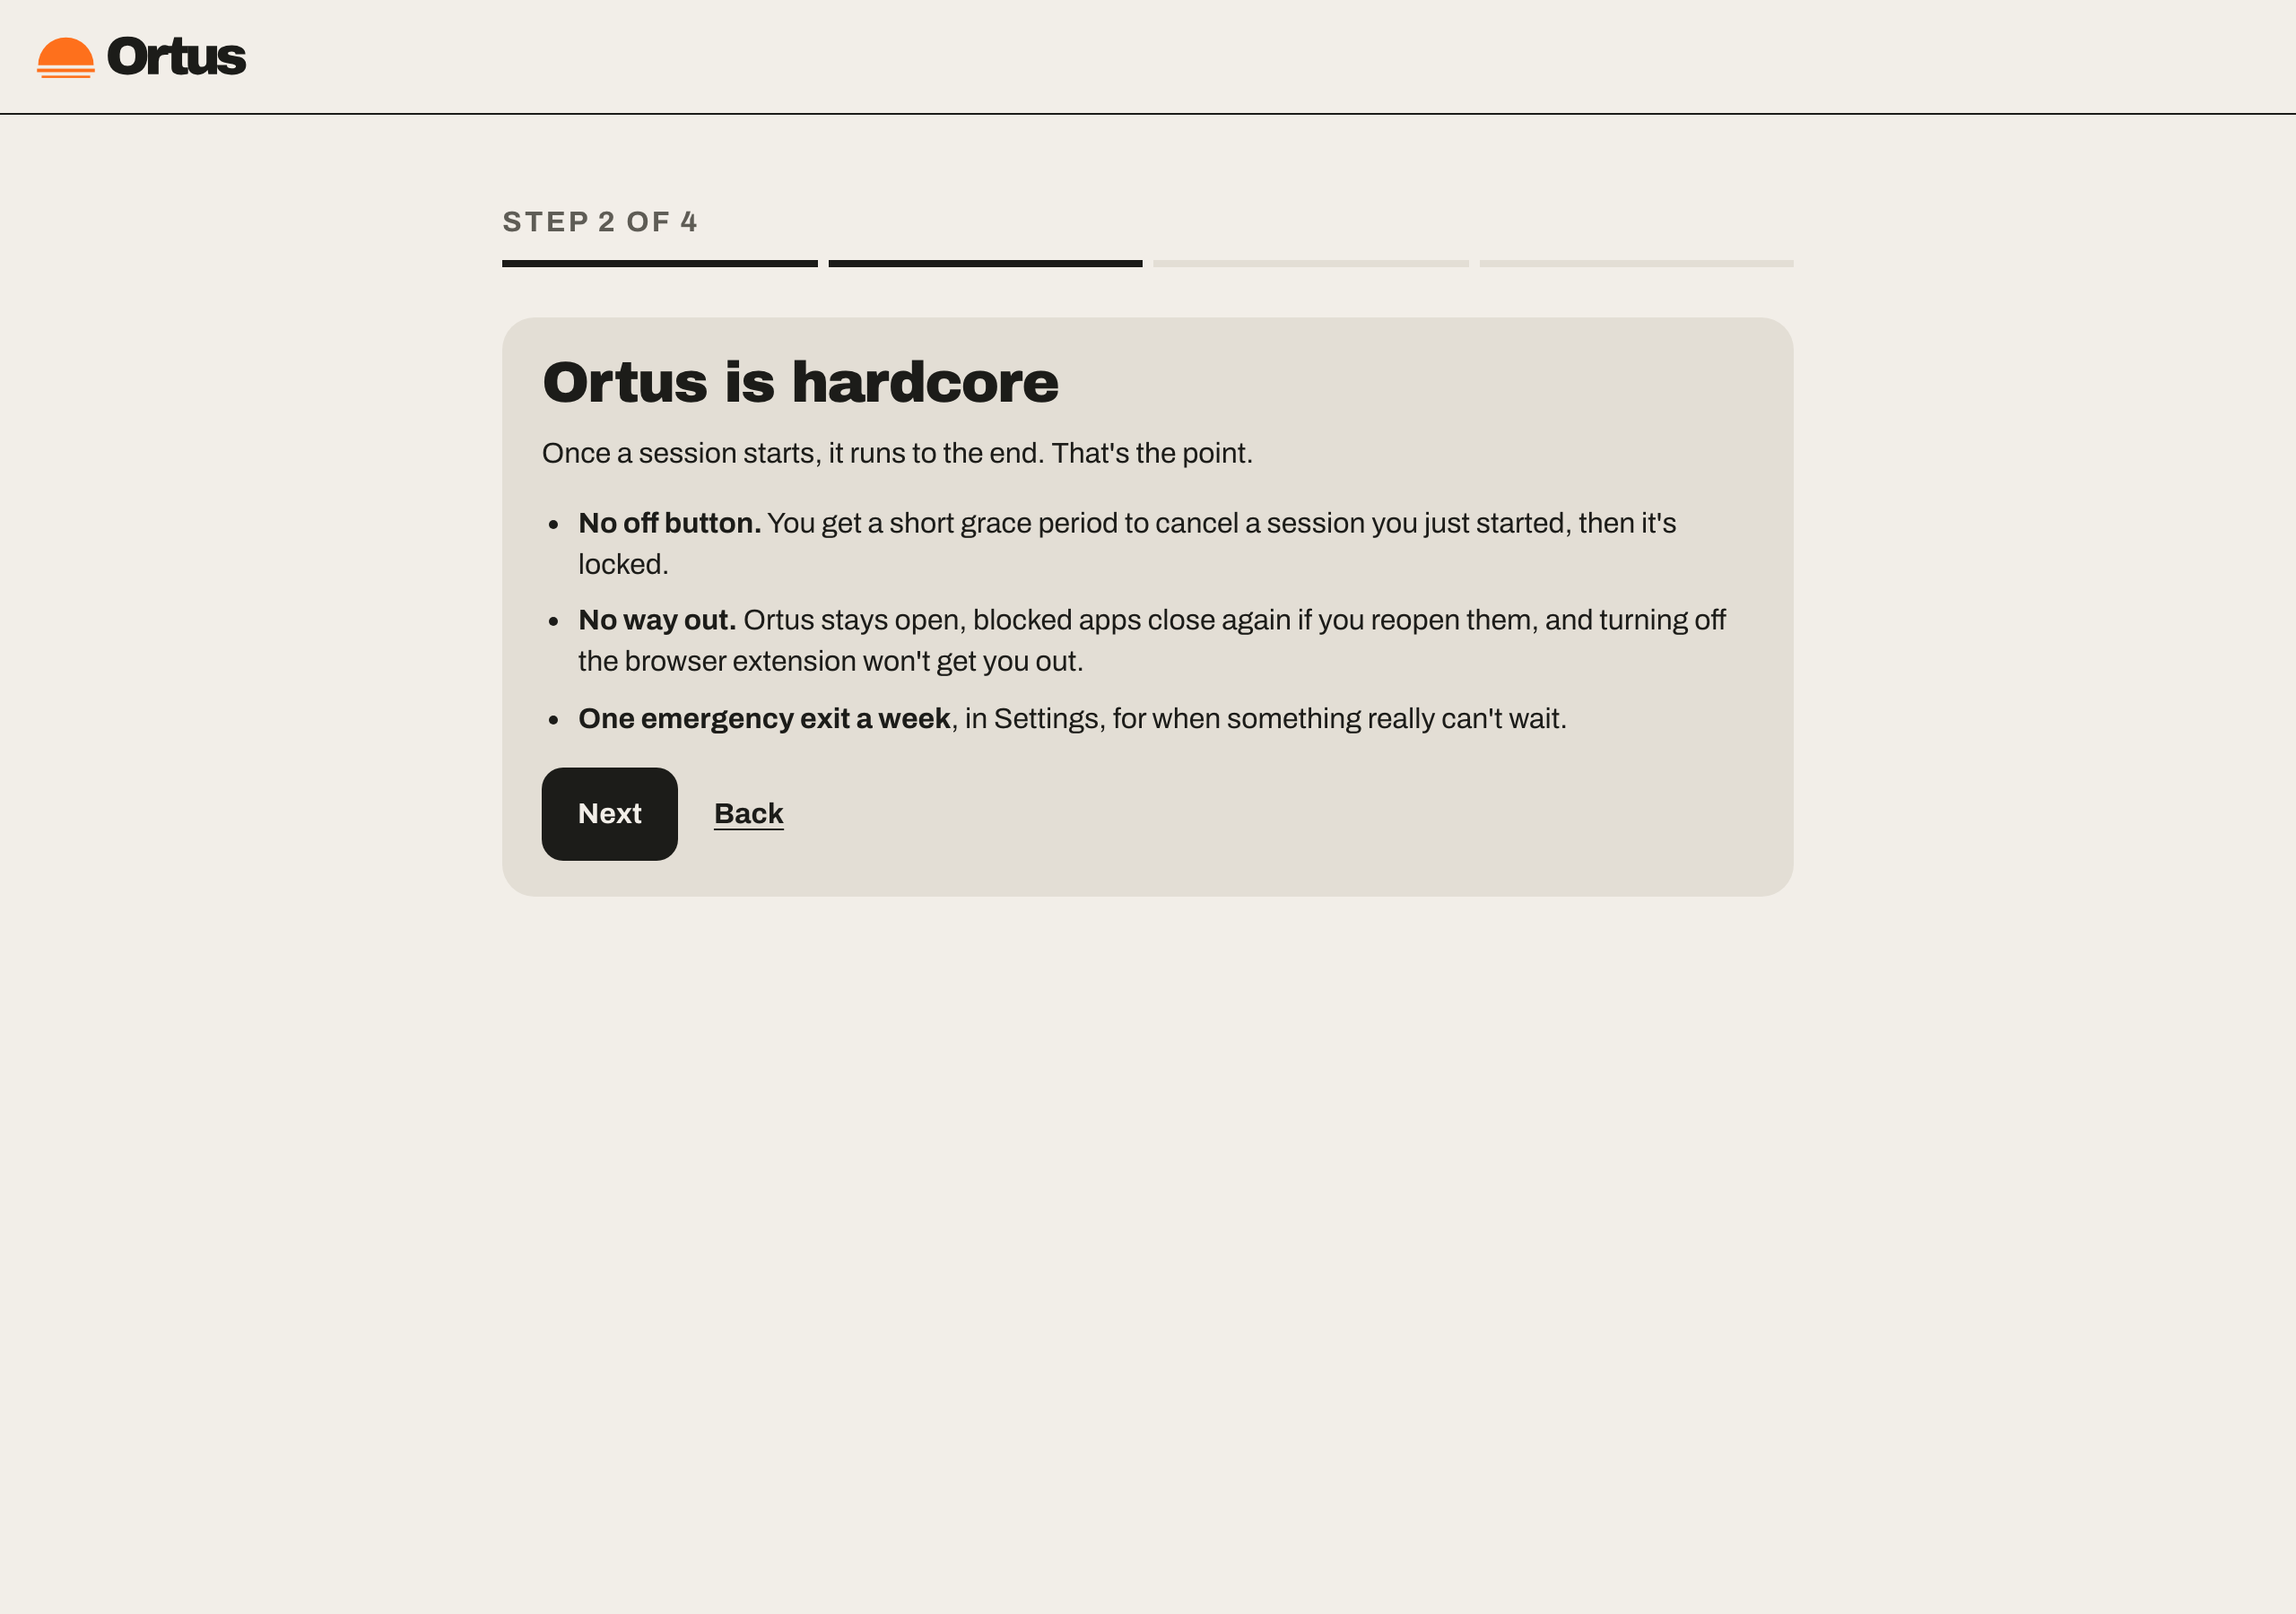 Ortus
STEP 2 OF 4
Ortus is hardcore
Once a session starts, it runs to the end. That's the point.
• No off button. You get a short grace period to cancel a session you just started, then it's
locked.
• No way out. Ortus stays open, blocked apps close again if you reopen them, and turning off
the browser extension won't get you out.
• One emergency exit a week, in Settings, for when something really can't wait.
Next
Back